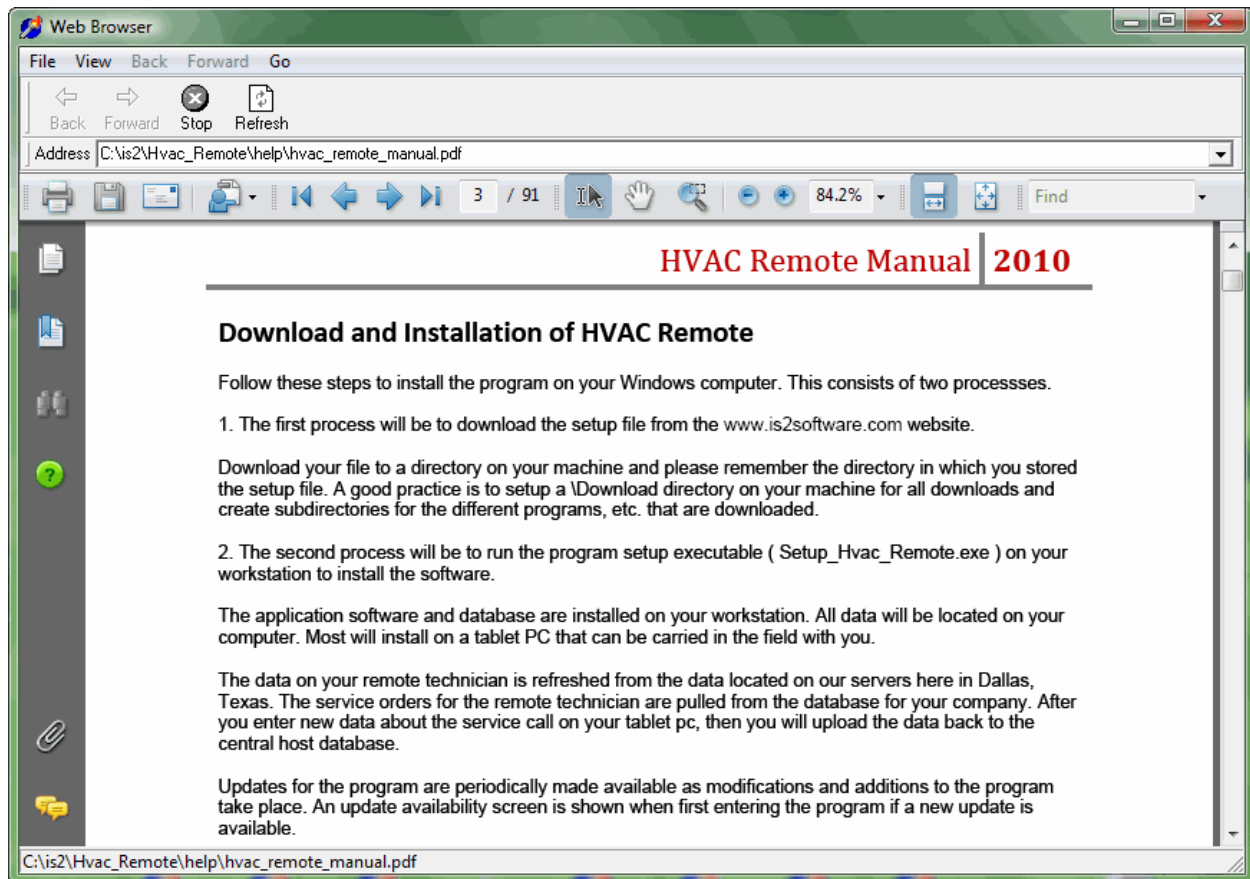 Web Browser
File View Back Forward Go
Back Forward Stop Refresh
Address C:\is2\Hvac_Remote\help\hvac_remote_manual.pdf
3 / 91 84.2% Find
HVAC Remote Manual 2010
Download and Installation of HVAC Remote
Follow these steps to install the program on your Windows computer. This consists of two processses.
1. The first process will be to download the setup file from the www.is2software.com website.
Download your file to a directory on your machine and please remember the directory in which you stored
the setup file. A good practice is to setup a \Download directory on your machine for all downloads and
create subdirectories for the different programs, etc. that are downloaded.
2. The second process will be to run the program setup executable ( Setup_Hvac_Remote.exe ) on your
workstation to install the software.
The application software and database are installed on your workstation. All data will be located on your
computer. Most will install on a tablet PC that can be carried in the field with you.
The data on your remote technician is refreshed from the data located on our servers here in Dallas,
Texas. The service orders for the remote technician are pulled from the database for your company. After
you enter new data about the service call on your tablet pc, then you will upload the data back to the
central host database.
Updates for the program are periodically made available as modifications and additions to the program
take place. An update availability screen is shown when first entering the program if a new update is
available.
C:\is2\Hvac_Remote\help\hvac_remote_manual.pdf